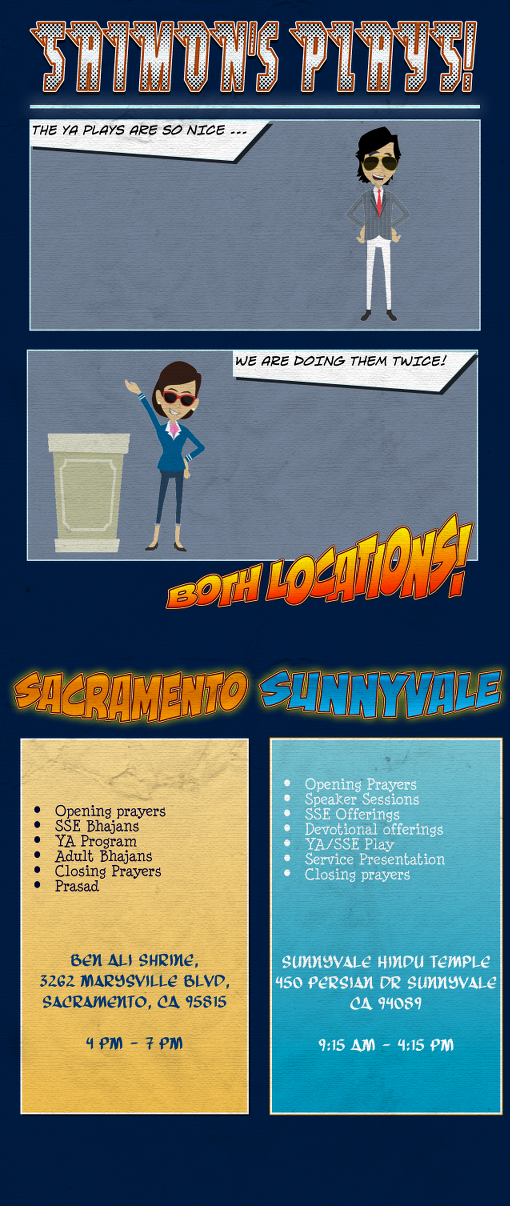 SAIMON'S PLAYS!
THE YA PLAYS ARE SO NICE ...
WE ARE DOING THEM TWICE!
BOTH LOCATIONS!
SACRAMENTO
• Opening prayers
• SSE Bhajans
• YA Program
• Adult Bhajans
• Closing Prayers
• Prasad
BEN ALI SHRINE,
3262 MARYSVILLE BLVD,
SACRAMENTO, CA 95815
4 PM - 7 PM
SUNNYVALE
• Opening Prayers
• Speaker Sessions
• SSE Offerings
• Devotional offerings
• YA/SSE Play
• Service Presentation
• Closing prayers
SUNNYVALE HINDU TEMPLE
450 PERSIAN DR SUNNYVALE
CA 94089
9:15 AM - 4:15 PM